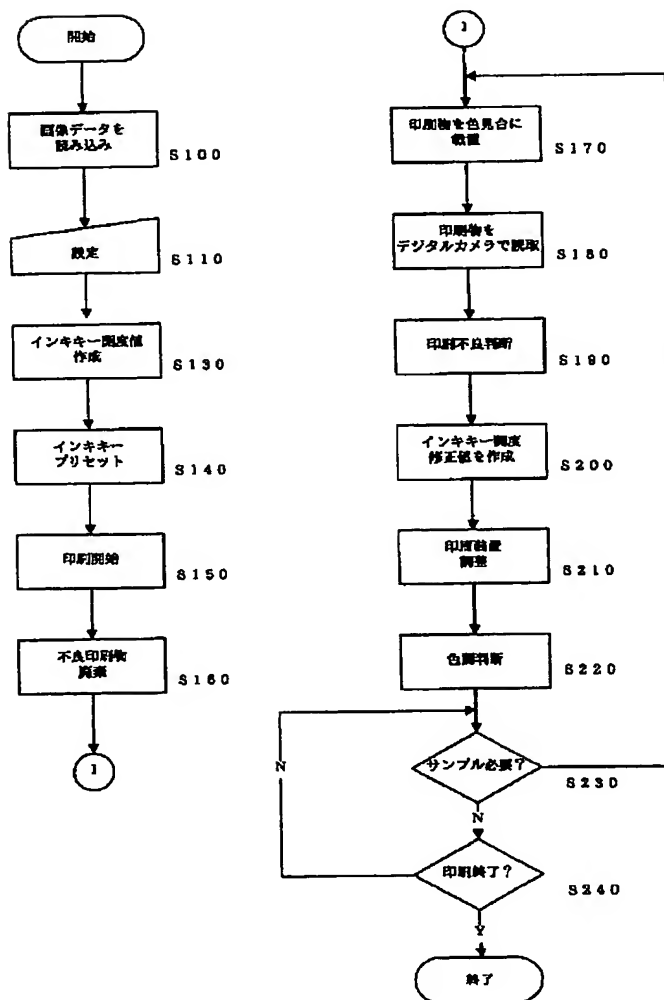 開始
画像データを
読み込み
S100
設定
S110
インキキー開度値
作成
S130
インキキー
プリセット
S140
印刷開始
S150
不良印刷物
廃棄
S160
1
1
印刷物を色見台に
設置
S170
印刷物を
デジタルカメラで読取
S180
印刷不良判断
S190
インキキー開度
修正値を作成
S200
印刷装置
調整
S210
色調判断
S220
サンプル必要？
S230
N
N
印刷終了？
S240
Y
終了